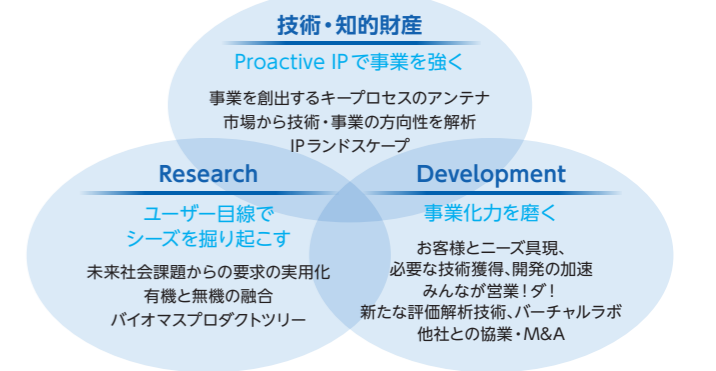 技術・知的財産
Proactive IPで事業を強く
事業を創出するキープロセスのアンテナ
市場から技術・事業の方向性を解析
IPランドスケープ
Research
ユーザー目線で
シーズを掘り起こす
未来社会課題からの要求の実用化
有機と無機の融合
バイオマスプロダクトツリー
Development
事業化力を磨く
お客様とニーズ具現、
必要な技術獲得、開発の加速
みんなが営業!ダ!
新たな評価解析技術、バーチャルラボ
他社との協業・M&A